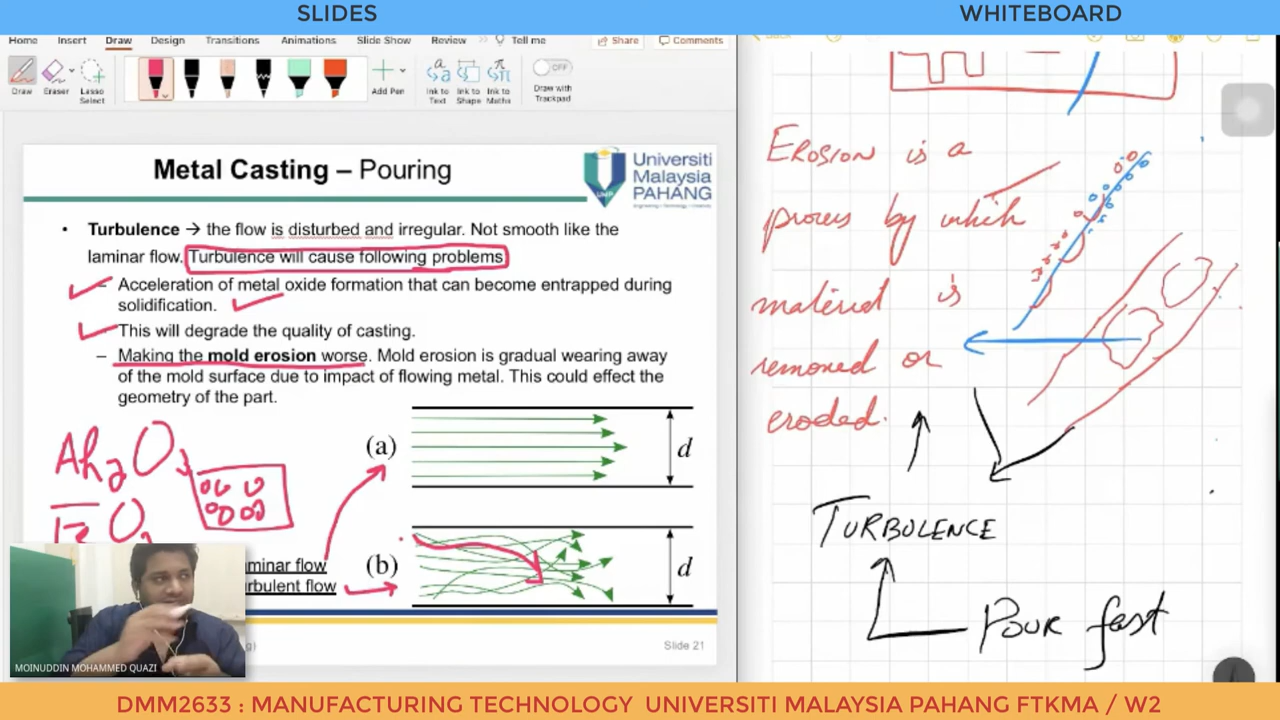 SLIDES
WHITEBOARD
Home Insert Draw Design Transitions Animations Slide Show Review Tell me Share Comments
Draw Eraser Lasso Select Add Pen Ink to Text Ink to Shape Ink to Maths OFF Draw with Trackpad
Metal Casting – Pouring
Universiti
Malaysia
PAHANG
• Turbulence → the flow is disturbed and irregular. Not smooth like the
laminar flow. Turbulence will cause following problems
– Acceleration of metal oxide formation that can become entrapped during
solidification.
– This will degrade the quality of casting.
– Making the mold erosion worse. Mold erosion is gradual wearing away
of the mold surface due to impact of flowing metal. This could effect the
geometry of the part.
(a)
d
(b)
d
minar flow
rbulent flow
Slide 21
MOINUDDIN MOHAMMED QUAZI
EROSION is a
proces by which
material is
removed or
eroded.
TURBULENCE
POUR fast
DMM2633 : MANUFACTURING TECHNOLOGY UNIVERSITI MALAYSIA PAHANG FTKMA / W2